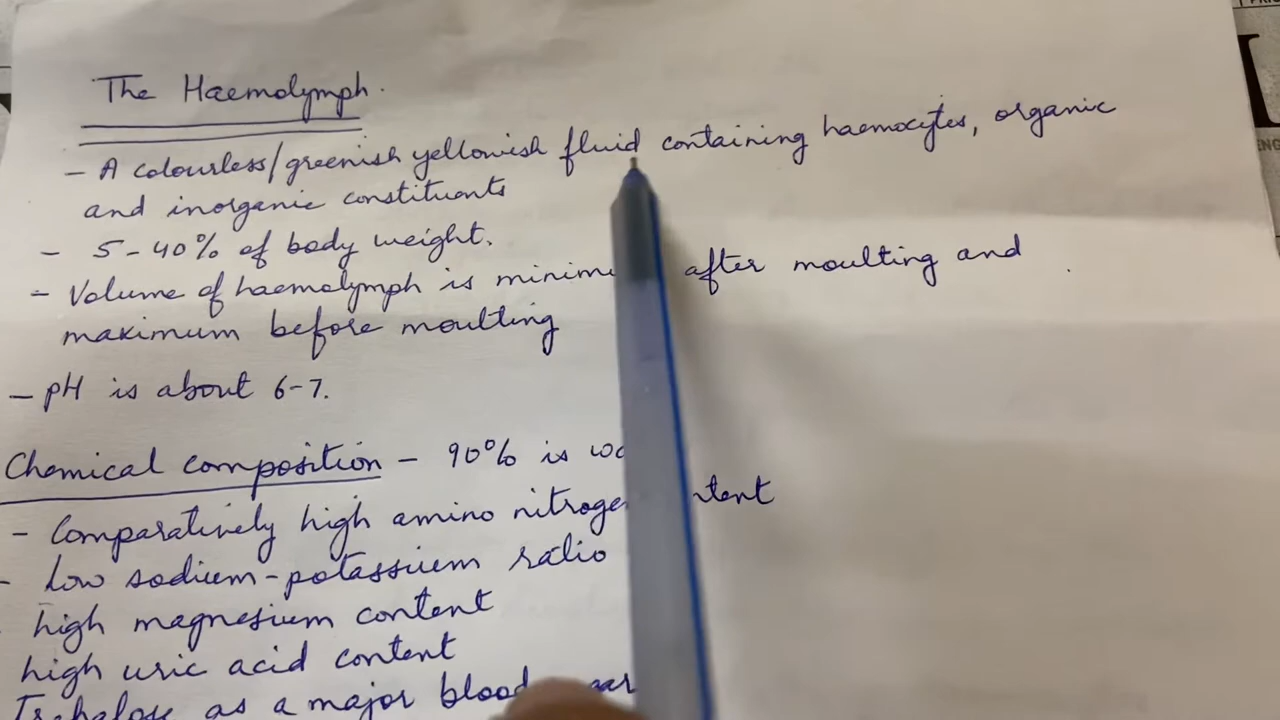 The Haemolymph.
- A colourless/greenish yellowish fluid containing haemocytes, organic
and inorganic constituents
- 5-40% of body weight.
- Volume of haemolymph is after moulting and
maximum before moulting
- pH is about 6-7.
Chemical composition - 90% is
- Comparatively high amino
- Low sodium-potassium ratio
high magnesium content
high uric acid content
as a major blood